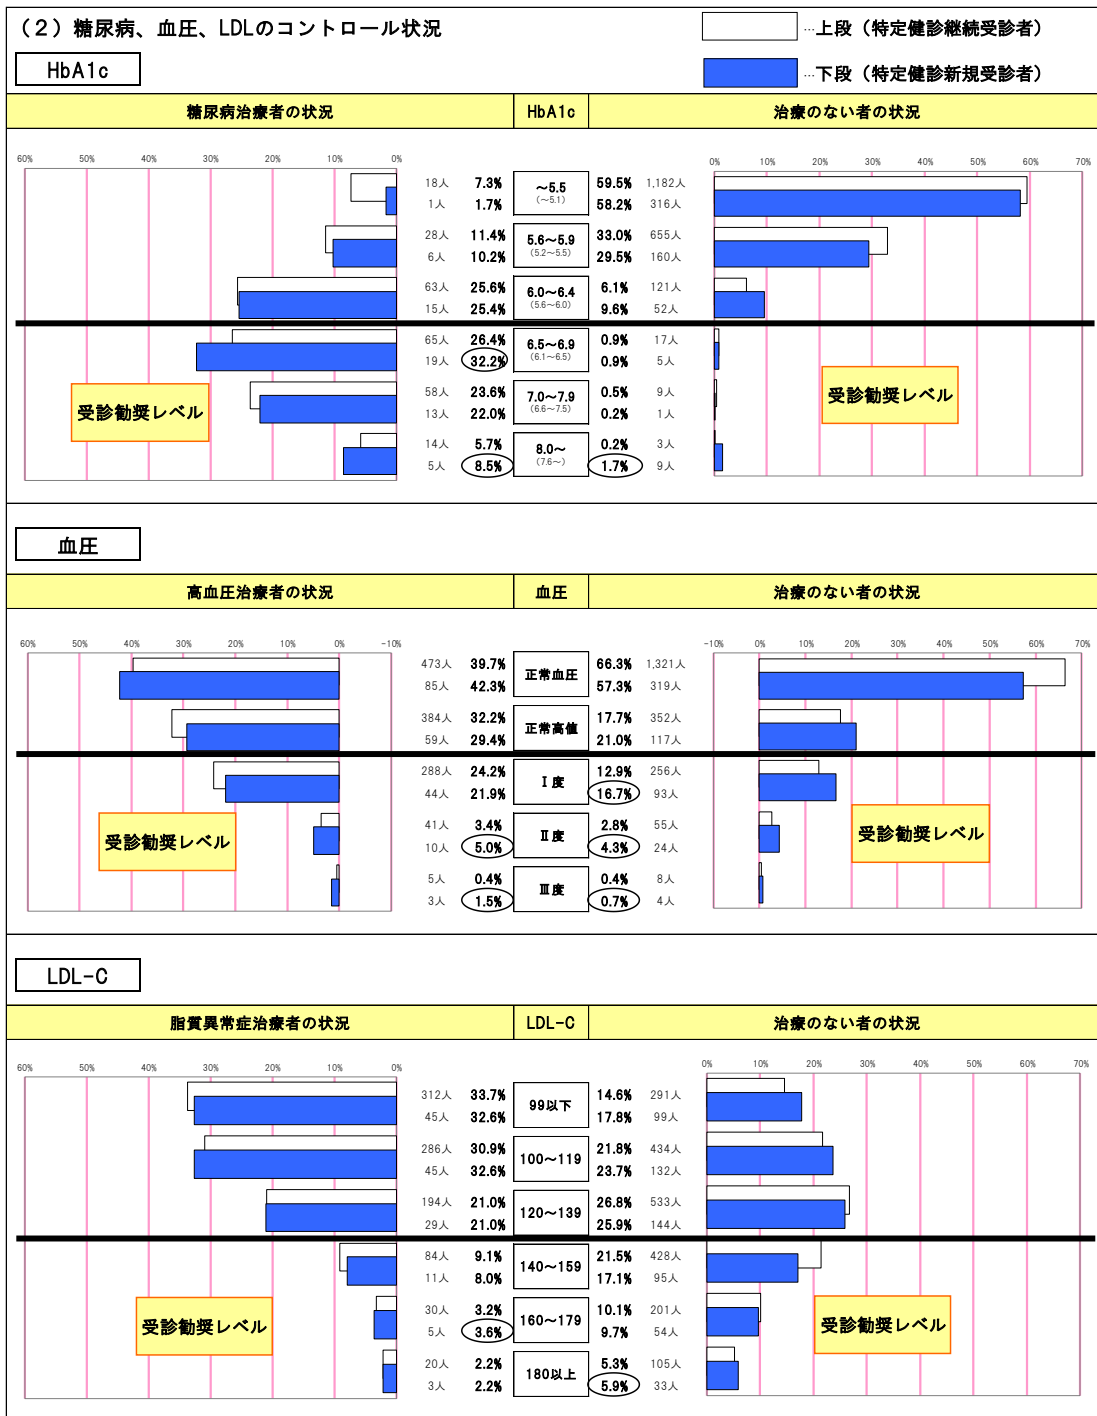 (2)糖尿病、血圧、LDLのコントロール状況
…上段(特定健診継続受診者)
…下段(特定健診新規受診者)
HbA1c
糖尿病治療者の状況 HbA1c 治療のない者の状況
60% 50% 40% 30% 20% 10% 0% 0% 10% 20% 30% 40% 50% 60% 70%
18人 7.3% ~5.5 59.5% 1,182人
1人 1.7% (~5.1) 58.2% 316人
28人 11.4% 5.6~5.9 33.0% 655人
6人 10.2% (5.2~5.5) 29.5% 160人
63人 25.6% 6.0~6.4 6.1% 121人
15人 25.4% (5.6~6.0) 9.6% 52人
65人 26.4% 6.5~6.9 0.9% 17人
19人 32.2% (6.1~6.5) 0.9% 5人
58人 23.6% 7.0~7.9 0.5% 9人
13人 22.0% (6.6~7.5) 0.2% 1人
14人 5.7% 8.0~ 0.2% 3人
5人 8.5% (7.6~) 1.7% 9人
受診勧奨レベル 受診勧奨レベル
血圧
高血圧治療者の状況 血圧 治療のない者の状況
60% 50% 40% 30% 20% 10% 0% -10% -10% 0% 10% 20% 30% 40% 50% 60% 70%
473人 39.7% 正常血圧 66.3% 1,321人
85人 42.3% 57.3% 319人
384人 32.2% 正常高値 17.7% 352人
59人 29.4% 21.0% 117人
288人 24.2% Ⅰ度 12.9% 256人
44人 21.9% 16.7% 93人
41人 3.4% Ⅱ度 2.8% 55人
10人 5.0% 4.3% 24人
5人 0.4% Ⅲ度 0.4% 8人
3人 1.5% 0.7% 4人
受診勧奨レベル 受診勧奨レベル
LDL-C
脂質異常症治療者の状況 LDL-C 治療のない者の状況
60% 50% 40% 30% 20% 10% 0% 0% 10% 20% 30% 40% 50% 60% 70%
312人 33.7% 99以下 14.6% 291人
45人 32.6% 17.8% 99人
286人 30.9% 100~119 21.8% 434人
45人 32.6% 23.7% 132人
194人 21.0% 120~139 26.8% 533人
29人 21.0% 25.9% 144人
84人 9.1% 140~159 21.5% 428人
11人 8.0% 17.1% 95人
30人 3.2% 160~179 10.1% 201人
5人 3.6% 9.7% 54人
20人 2.2% 180以上 5.3% 105人
3人 2.2% 5.9% 33人
受診勧奨レベル 受診勧奨レベル